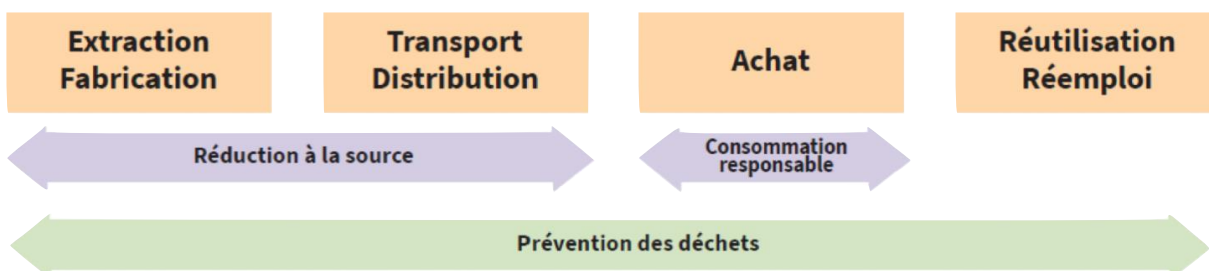 Extraction
Fabrication
Transport
Distribution
Achat
Réutilisation
Réemploi
Réduction à la source
Consommation
responsable
Prévention des déchets